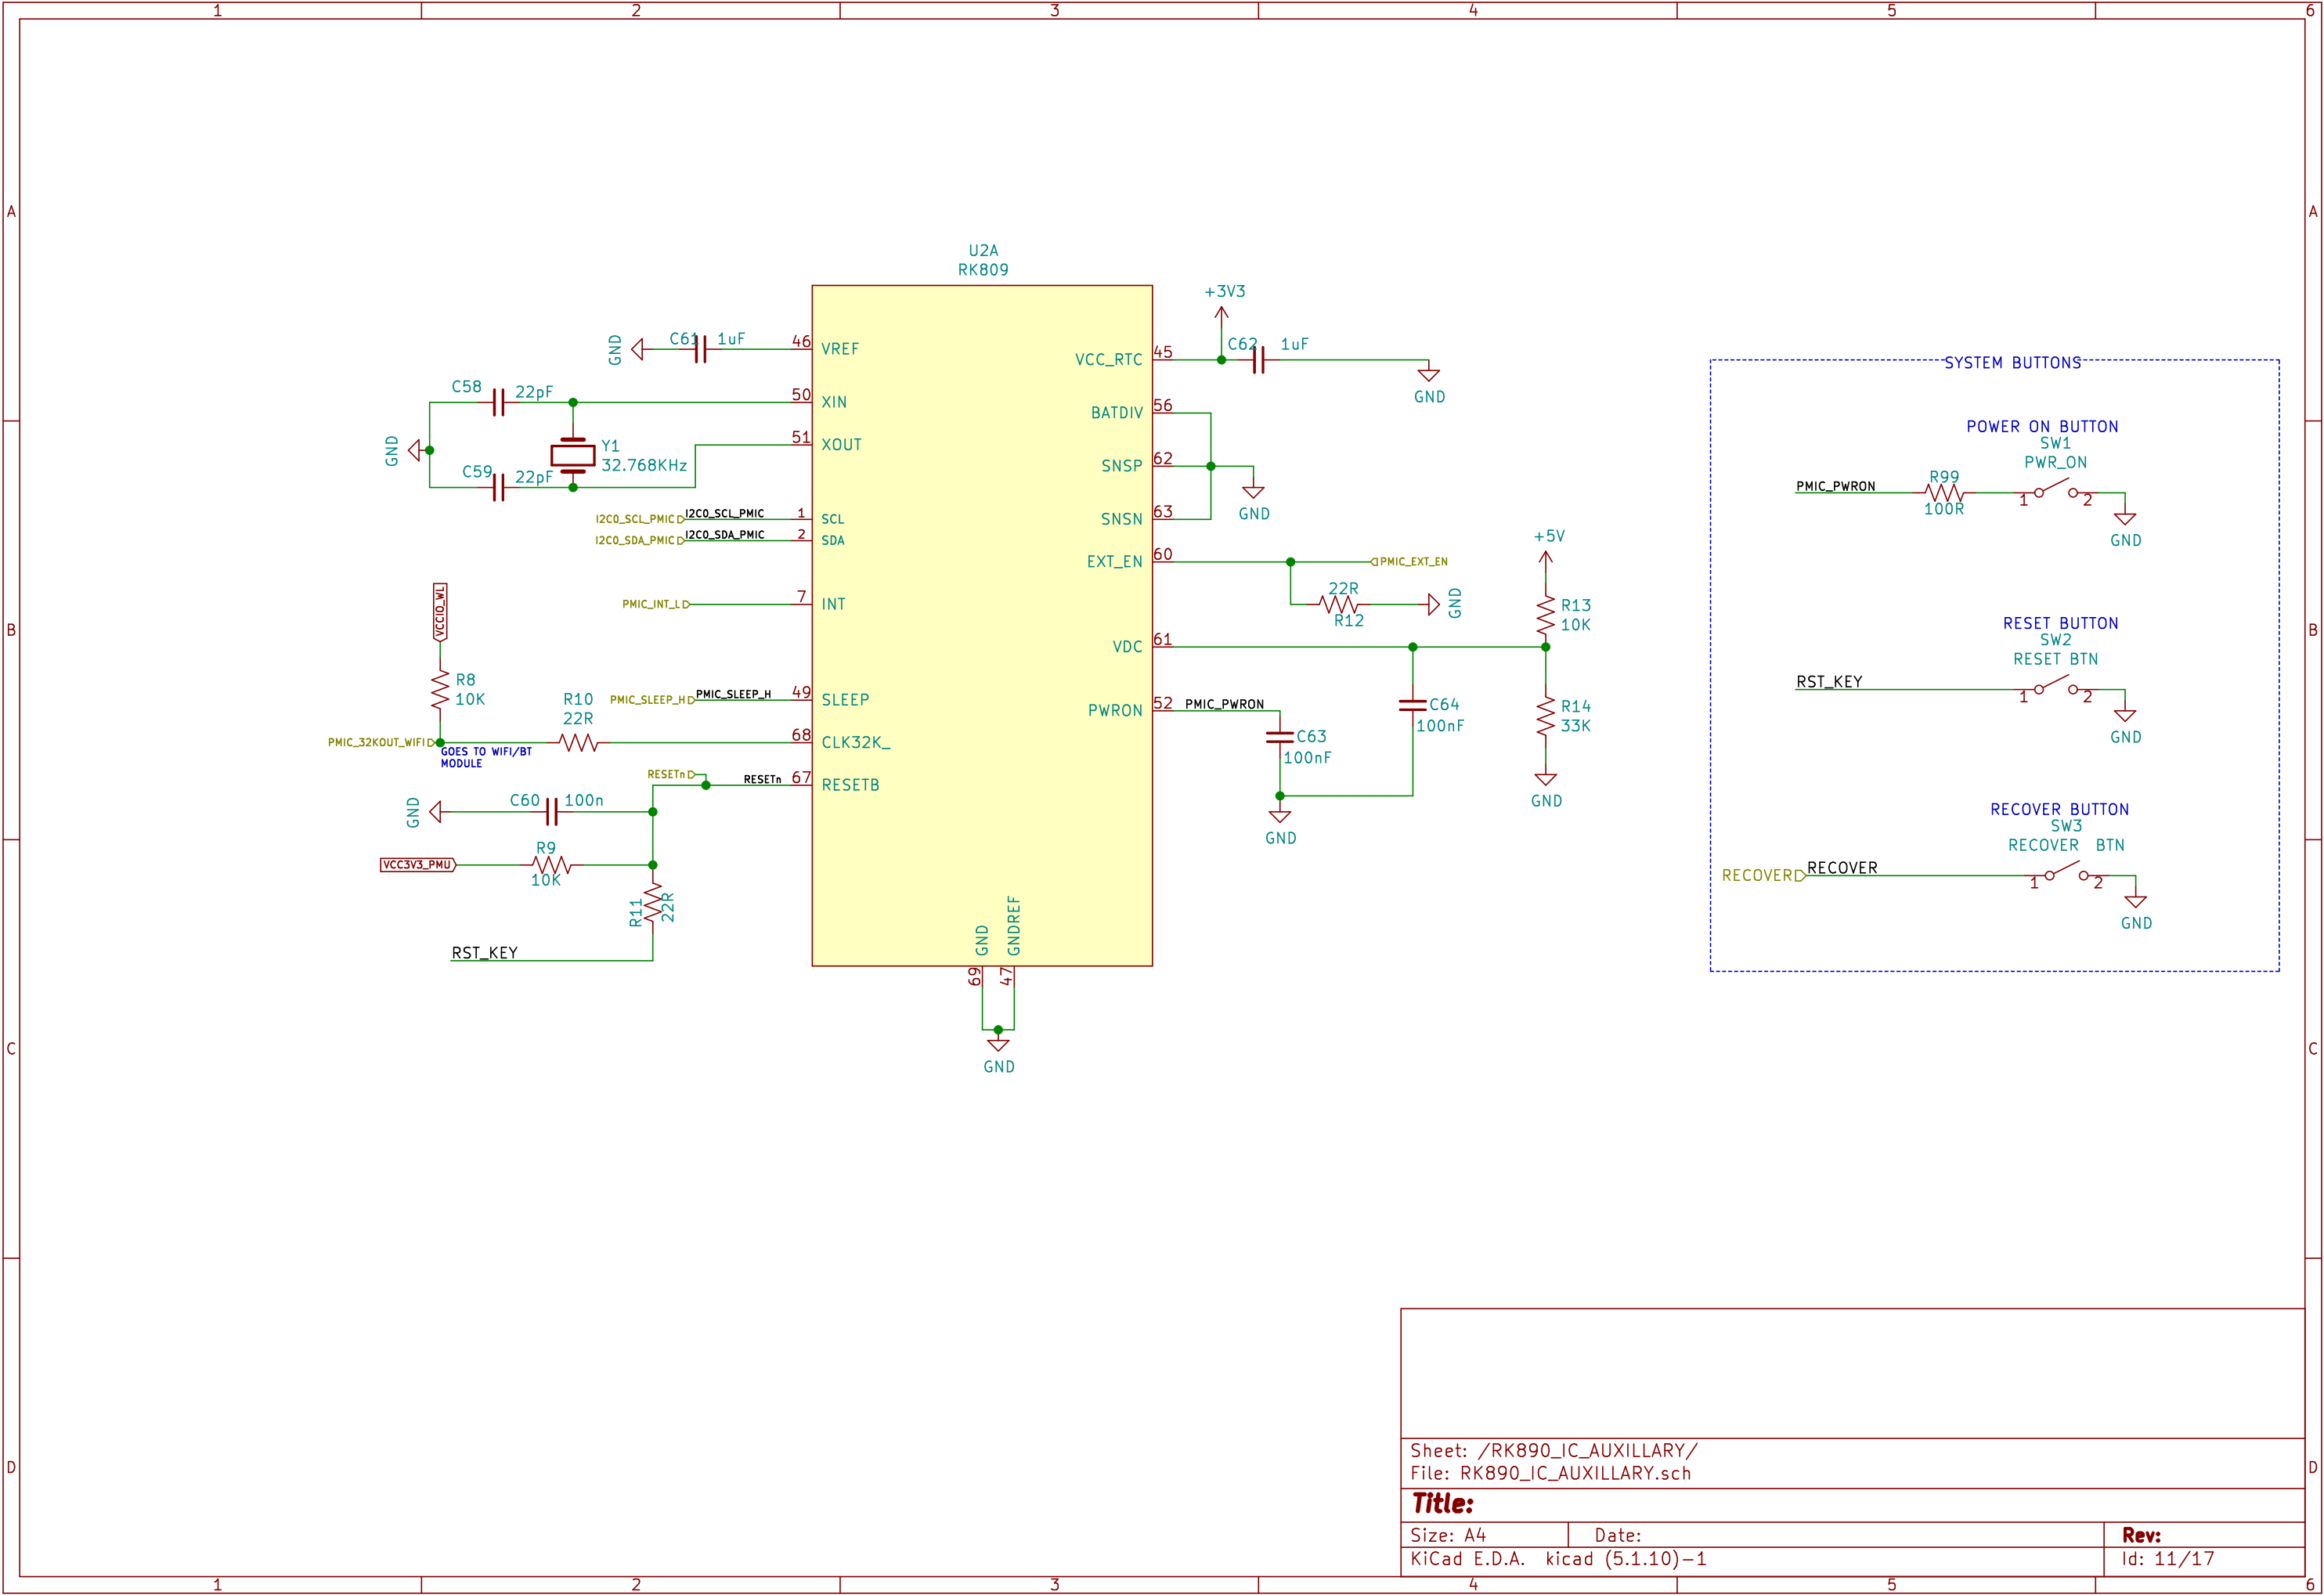 1 2 3 4 5 6
A A
B B
C C
D D
U2A
RK809
46 VREF
50 XIN
51 XOUT
1 SCL
2 SDA
7 INT
49 SLEEP
68 CLK32K_
67 RESETB
GND 69
GNDREF 47
GND
VCC_RTC 45
BATDIV 56
SNSP 62
SNSN 63
EXT_EN 60
VDC 61
PWRON 52
GND
C61 1uF
C58
22pF
GND
C59
22pF
Y1
32.768KHz
I2C0_SCL_PMIC I2C0_SCL_PMIC
I2C0_SDA_PMIC I2C0_SDA_PMIC
PMIC_INT_L
VCCIO_WL
R8
10K
R10
22R
PMIC_SLEEP_H PMIC_SLEEP_H
PMIC_32KOUT_WIFI
GOES TO WIFI/BT
MODULE
RESETn
RESETn
GND
C60 100n
VCC3V3_PMU
R9
10K
R11
22R
RST_KEY
+3V3
C62 1uF
GND
GND
PMIC_EXT_EN
22R
R12
GND
+5V
R13
10K
PMIC_PWRON
C64
100nF
C63
100nF
R14
33K
GND
GND
SYSTEM BUTTONS
POWER ON BUTTON
SW1
PWR_ON
PMIC_PWRON
R99
100R
1 2
GND
RESET BUTTON
SW2
RESET BTN
RST_KEY
1 2
GND
RECOVER BUTTON
SW3
RECOVER BTN
RECOVER RECOVER
1 2
GND
Sheet: /RK890_IC_AUXILLARY/
File: RK890_IC_AUXILLARY.sch
Title:
Size: A4 Date: Rev:
KiCad E.D.A. kicad (5.1.10)-1 Id: 11/17
1 2 3 4 5 6